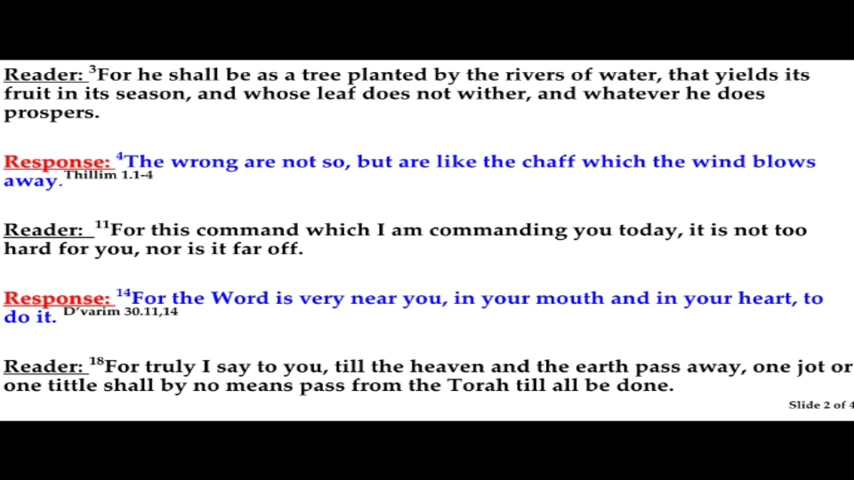 Reader: ³For he shall be as a tree planted by the rivers of water, that yields its
fruit in its season, and whose leaf does not wither, and whatever he does
prospers.
Response: ⁴The wrong are not so, but are like the chaff which the wind blows
away. Thillim 1.1-4
Reader: ¹¹For this command which I am commanding you today, it is not too
hard for you, nor is it far off.
Response: ¹⁴For the Word is very near you, in your mouth and in your heart, to
do it. D'varim 30.11,14
Reader: ¹⁸For truly I say to you, till the heaven and the earth pass away, one jot or
one tittle shall by no means pass from the Torah till all be done.
Slide 2 of 4